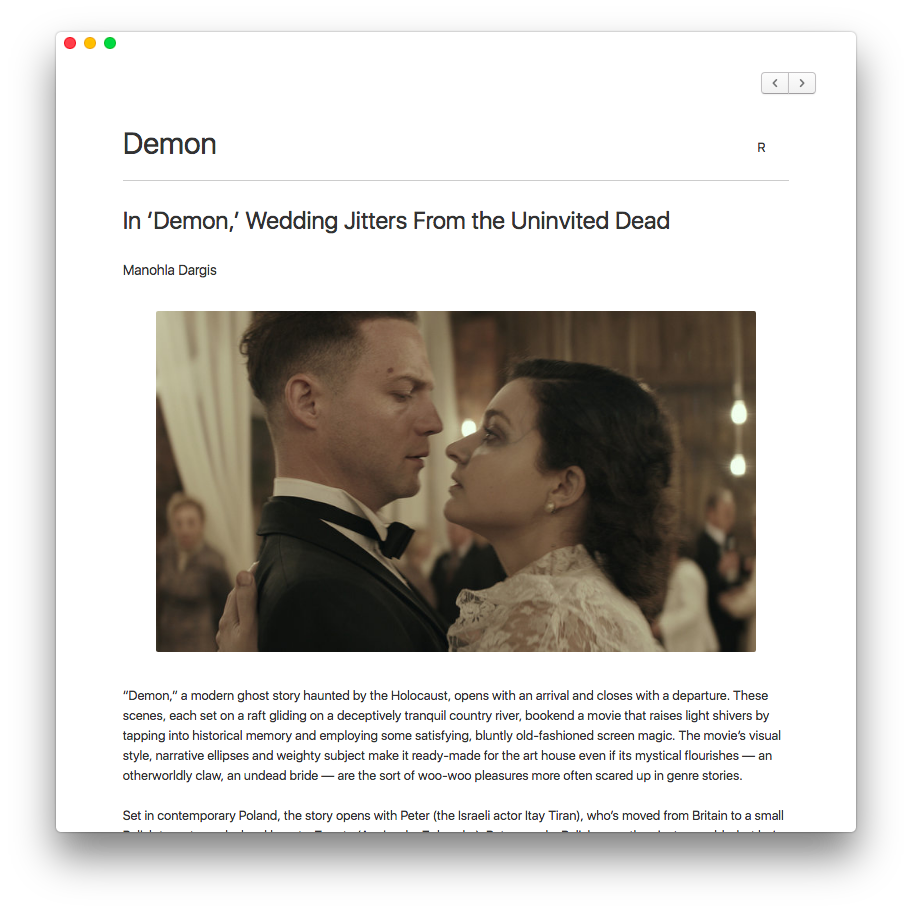 Demon
R
In ‘Demon,’ Wedding Jitters From the Uninvited Dead
Manohla Dargis
“Demon,” a modern ghost story haunted by the Holocaust, opens with an arrival and closes with a departure. These
scenes, each set on a raft gliding on a deceptively tranquil country river, bookend a movie that raises light shivers by
tapping into historical memory and employing some satisfying, bluntly old-fashioned screen magic. The movie’s visual
style, narrative ellipses and weighty subject make it ready-made for the art house even if its mystical flourishes — an
otherworldly claw, an undead bride — are the sort of woo-woo pleasures more often scared up in genre stories.
Set in contemporary Poland, the story opens with Peter (the Israeli actor Itay Tiran), who’s moved from Britain to a small